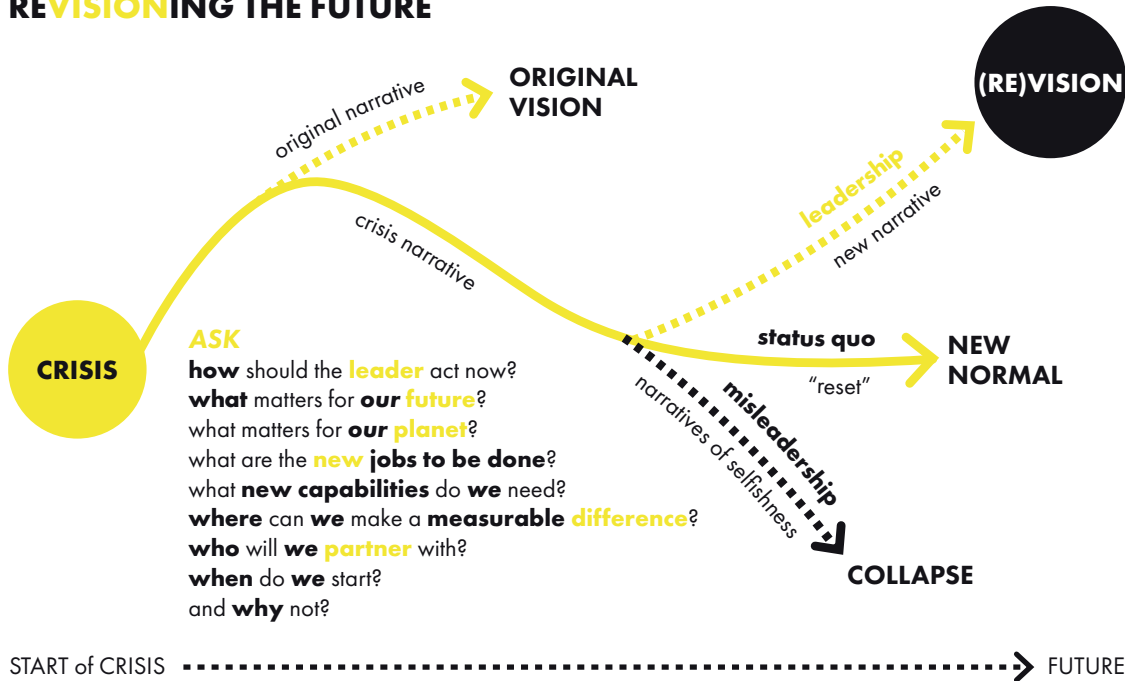 REVISIONING THE FUTURE
original narrative
ORIGINAL
VISION
(RE)VISION
leadership
new narrative
crisis narrative
CRISIS
status quo
"reset"
NEW
NORMAL
misleadership
narratives of selfishness
COLLAPSE
ASK
how should the leader act now?
what matters for our future?
what matters for our planet?
what are the new jobs to be done?
what new capabilities do we need?
where can we make a measurable difference?
who will we partner with?
when do we start?
and why not?
START of CRISIS
FUTURE